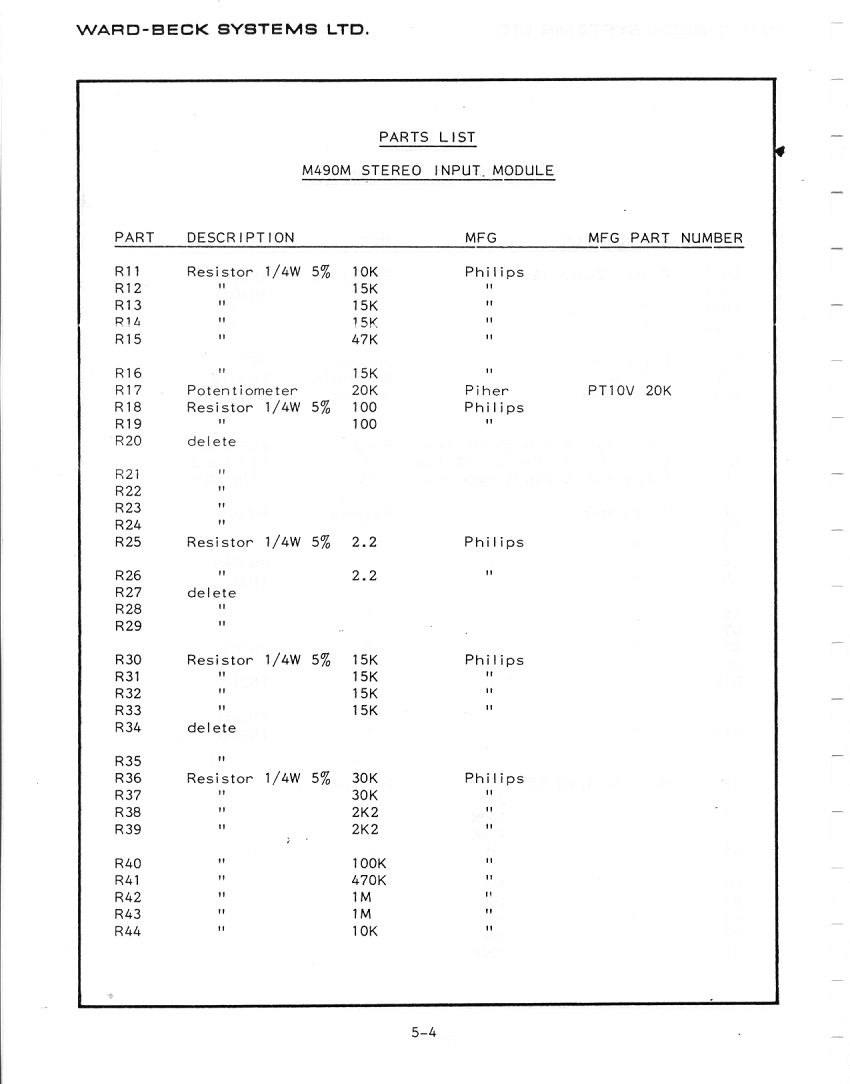 WARD-BECK SYSTEMS LTD.
PARTS LIST
M490M STEREO INPUT. MODULE
PART DESCRIPTION MFG MFG PART NUMBER
R11 Resistor 1/4W 5% 10K Philips
R12 " 15K "
R13 " 15K "
R14 " 15K "
R15 " 47K "
R16 " 15K "
R17 Potentiometer 20K Piher PT10V 20K
R18 Resistor 1/4W 5% 100 Philips
R19 " 100 "
R20 delete
R21 "
R22 "
R23 "
R24 "
R25 Resistor 1/4W 5% 2.2 Philips
R26 " 2.2 "
R27 delete
R28 "
R29 "
R30 Resistor 1/4W 5% 15K Philips
R31 " 15K "
R32 " 15K "
R33 " 15K "
R34 delete
R35 "
R36 Resistor 1/4W 5% 30K Philips
R37 " 30K "
R38 " 2K2 "
R39 " 2K2 "
R40 " 100K "
R41 " 470K "
R42 " 1M "
R43 " 1M "
R44 " 10K "
5-4